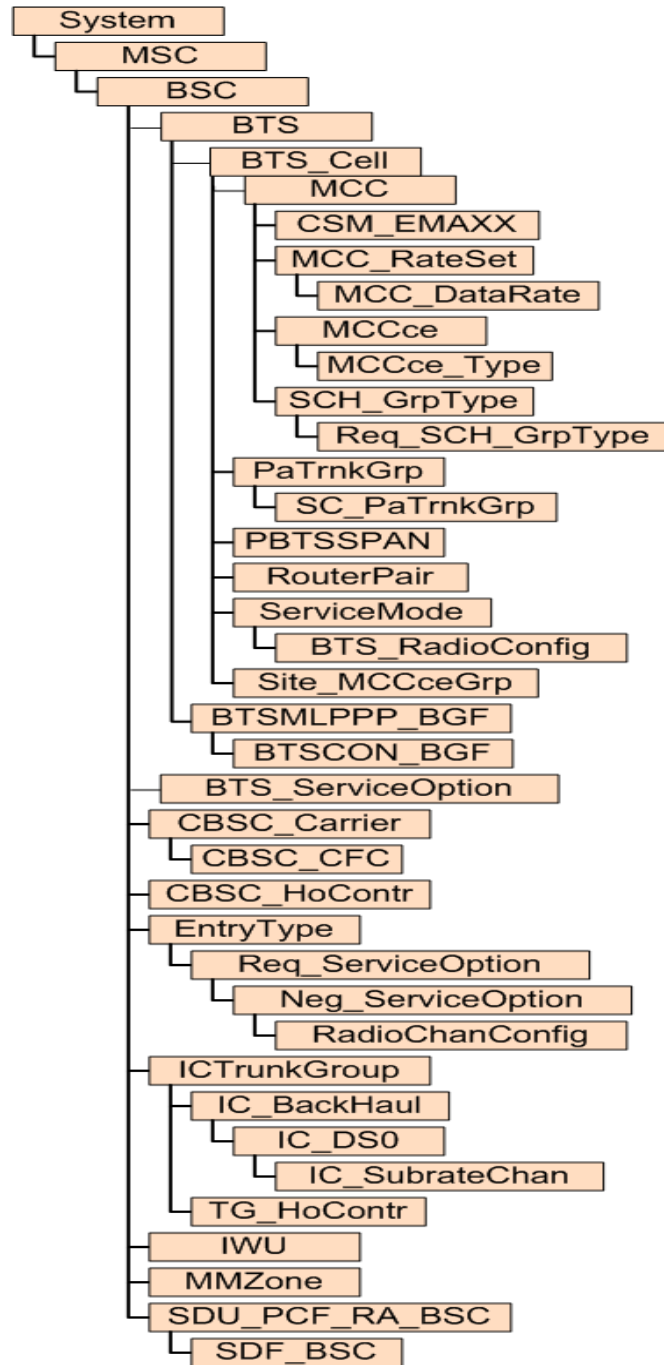 System
MSC
BSC
BTS
BTS_Cell
MCC
CSM_EMAXX
MCC_RateSet
MCC_DataRate
MCCce
MCCce_Type
SCH_GrpType
Req_SCH_GrpType
PaTrnkGrp
SC_PaTrnkGrp
PBTSSPAN
RouterPair
ServiceMode
BTS_RadioConfig
Site_MCCceGrp
BTSMLPPP_BGF
BTSCON_BGF
BTS_ServiceOption
CBSC_Carrier
CBSC_CFC
CBSC_HoContr
EntryType
Req_ServiceOption
Neg_ServiceOption
RadioChanConfig
ICTrunkGroup
IC_BackHaul
IC_DS0
IC_SubrateChan
TG_HoContr
IWU
MMZone
SDU_PCF_RA_BSC
SDF_BSC